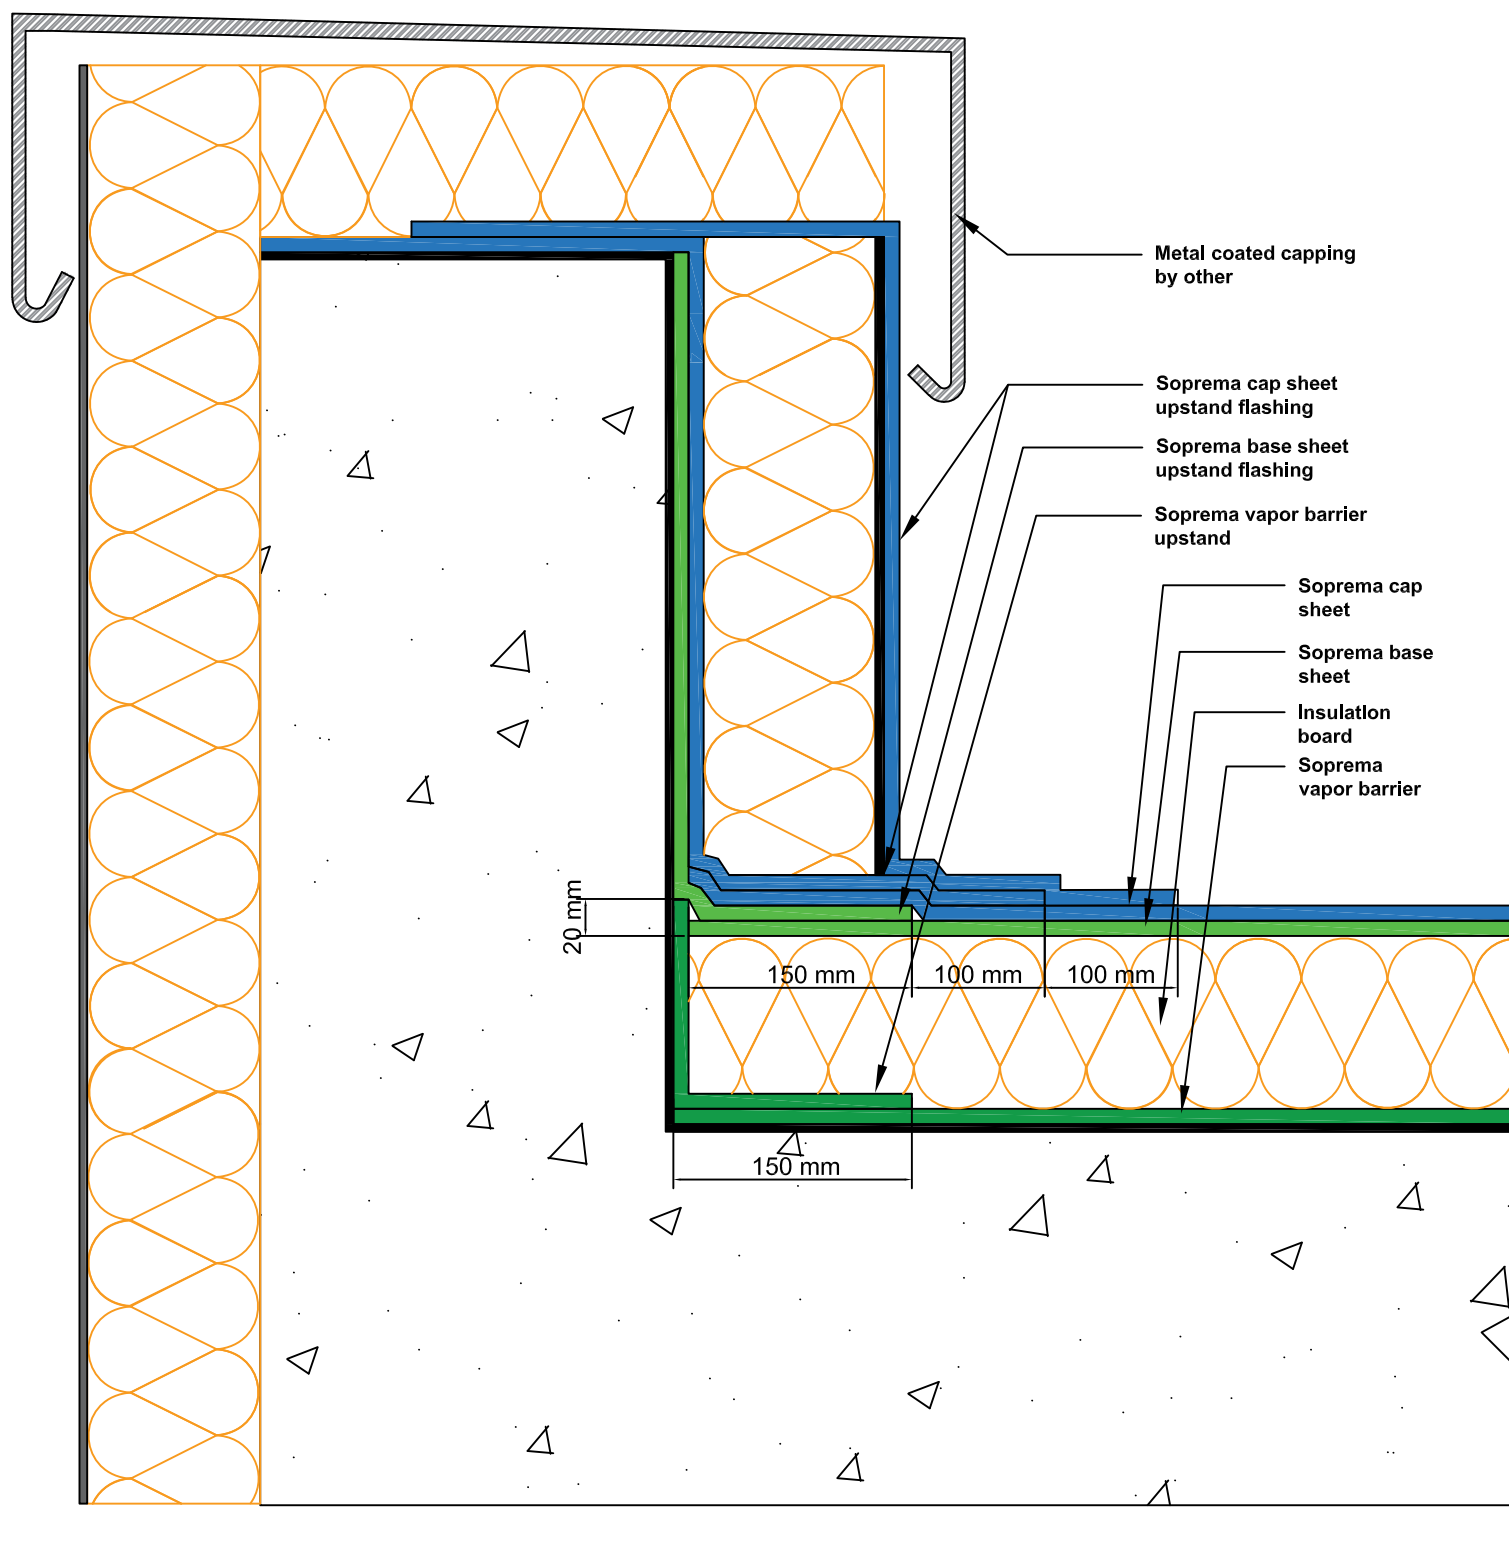 Metal coated capping
by other
Soprema cap sheet
upstand flashing
Soprema base sheet
upstand flashing
Soprema vapor barrier
upstand
Soprema cap
sheet
Soprema base
sheet
Insulation
board
Soprema
vapor barrier
20 mm
150 mm
100 mm
100 mm
150 mm